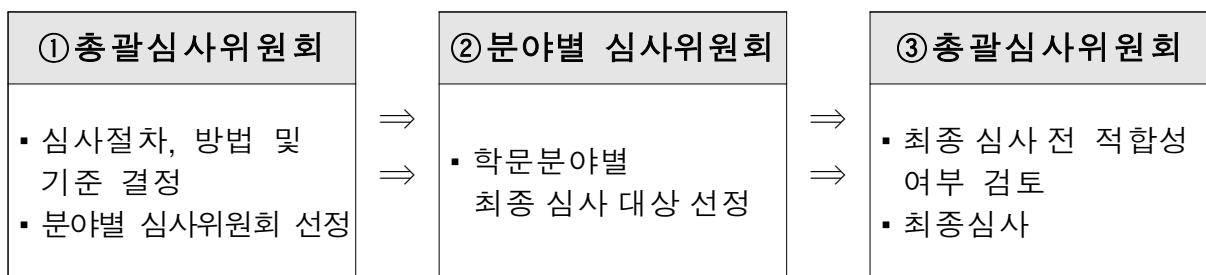 ①총괄심사위원회
▪ 심사절차, 방법 및
기준 결정
▪ 분야별 심사위원회 선정
⇒
⇒
②분야별 심사위원회
▪ 학문분야별
최종 심사 대상 선정
⇒
⇒
③총괄심사위원회
▪ 최종 심사 전 적합성
여부 검토
▪ 최종심사